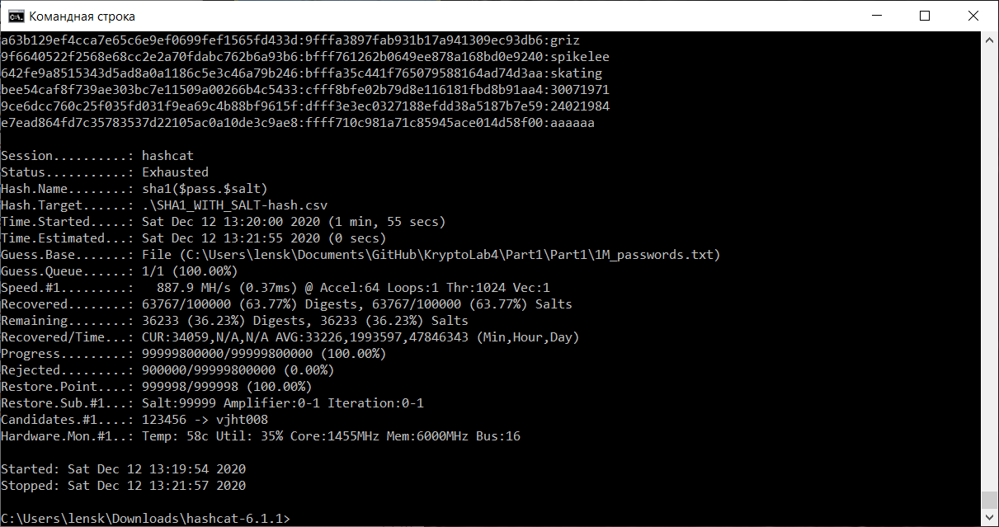 Командная строка
a63b129ef4cca7e65c6e9ef0699fef1565fd433d:9fffa3897fab931b17a941309ec93db6:griz
9f6640522f2568e68cc2e2a70fdabc762b6a93b6:bfff761262b0649ee878a168bd0e9240:spikelee
642fe9a8515343d5ad8a0a1186c5e3c46a79b246:bfffa35c441f765079588164ad74d3aa:skating
bee54caf8f739ae303bc7e11509a00266b4c5433:cfff8bfe02b79d8e116181fbd8b91aa4:30071971
9ce6dcc760c25f035fd031f9ea69c4b88bf9615f:dfff3e3ec0327188efdd38a5187b7e59:24021984
e7ead864fd7c35783537d22105ac0a10de3c9ae8:ffff710c981a71c85945ace014d58f00:aaaaaa
Session..........: hashcat
Status...........: Exhausted
Hash.Name........: sha1($pass.$salt)
Hash.Target......: .\SHA1_WITH_SALT-hash.csv
Time.Started.....: Sat Dec 12 13:20:00 2020 (1 min, 55 secs)
Time.Estimated...: Sat Dec 12 13:21:55 2020 (0 secs)
Guess.Base.......: File (C:\Users\lensk\Documents\GitHub\KryptoLab4\Part1\Part1\1M_passwords.txt)
Guess.Queue......: 1/1 (100.00%)
Speed.#1.........:   887.9 MH/s (0.37ms) @ Accel:64 Loops:1 Thr:1024 Vec:1
Recovered........: 63767/100000 (63.77%) Digests, 63767/100000 (63.77%) Salts
Remaining........: 36233 (36.23%) Digests, 36233 (36.23%) Salts
Recovered/Time...: CUR:34059,N/A,N/A AVG:33226,1993597,47846343 (Min,Hour,Day)
Progress.........: 99999800000/99999800000 (100.00%)
Rejected.........: 900000/99999800000 (0.00%)
Restore.Point....: 999998/999998 (100.00%)
Restore.Sub.#1...: Salt:99999 Amplifier:0-1 Iteration:0-1
Candidates.#1....: 123456 -> vjht008
Hardware.Mon.#1..: Temp: 58c Util: 35% Core:1455MHz Mem:6000MHz Bus:16
Started: Sat Dec 12 13:19:54 2020
Stopped: Sat Dec 12 13:21:57 2020
C:\Users\lensk\Downloads\hashcat-6.1.1>